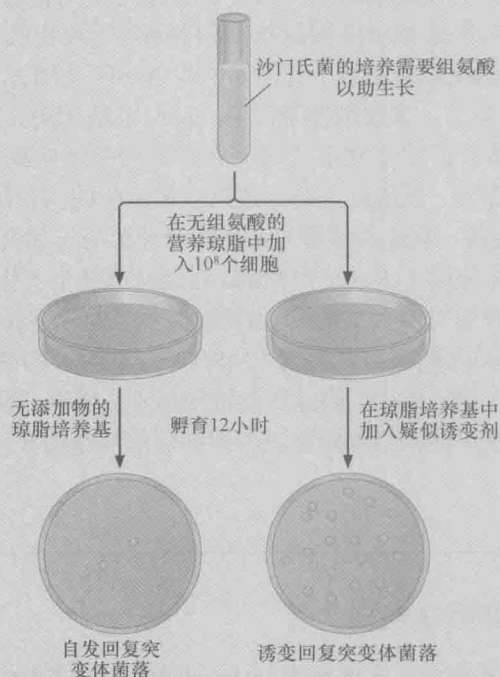 沙门氏菌的培养需要组氨酸
以助生长
在无组氨酸的
营养琼脂中加
入10⁸个细胞
无添加物的
琼脂培养基
孵育12小时
在琼脂培养基中
加入疑似诱变剂
自发回复突
变体菌落
诱变回复突变体菌落